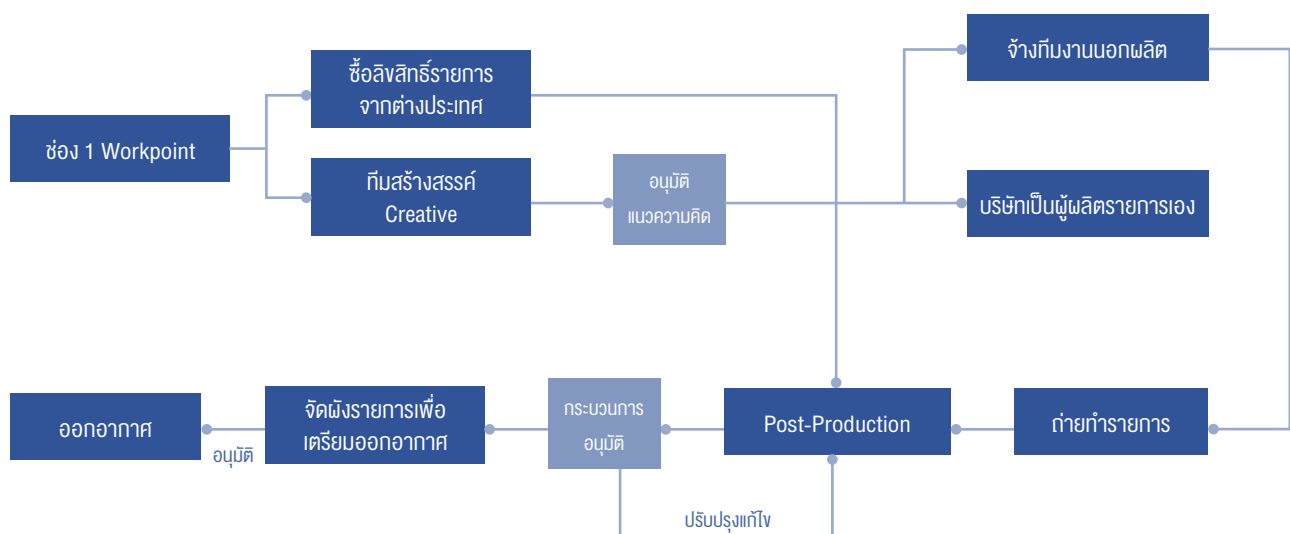 จ้างทีมงานนอกผลิต
ซื้อลิขสิทธิ์รายการ
จากต่างประเทศ
ช่อง 1 Workpoint
ทีมสร้างสรรค์
Creative
อนุมัติ
แนวความคิด
บริษัทเป็นผู้ผลิตรายการเอง
ออกอากาศ
อนุมัติ
จัดผังรายการเพื่อ
เตรียมออกอากาศ
กระบวนการ
อนุมัติ
Post-Production
ถ่ายทำรายการ
ปรับปรุงแก้ไข